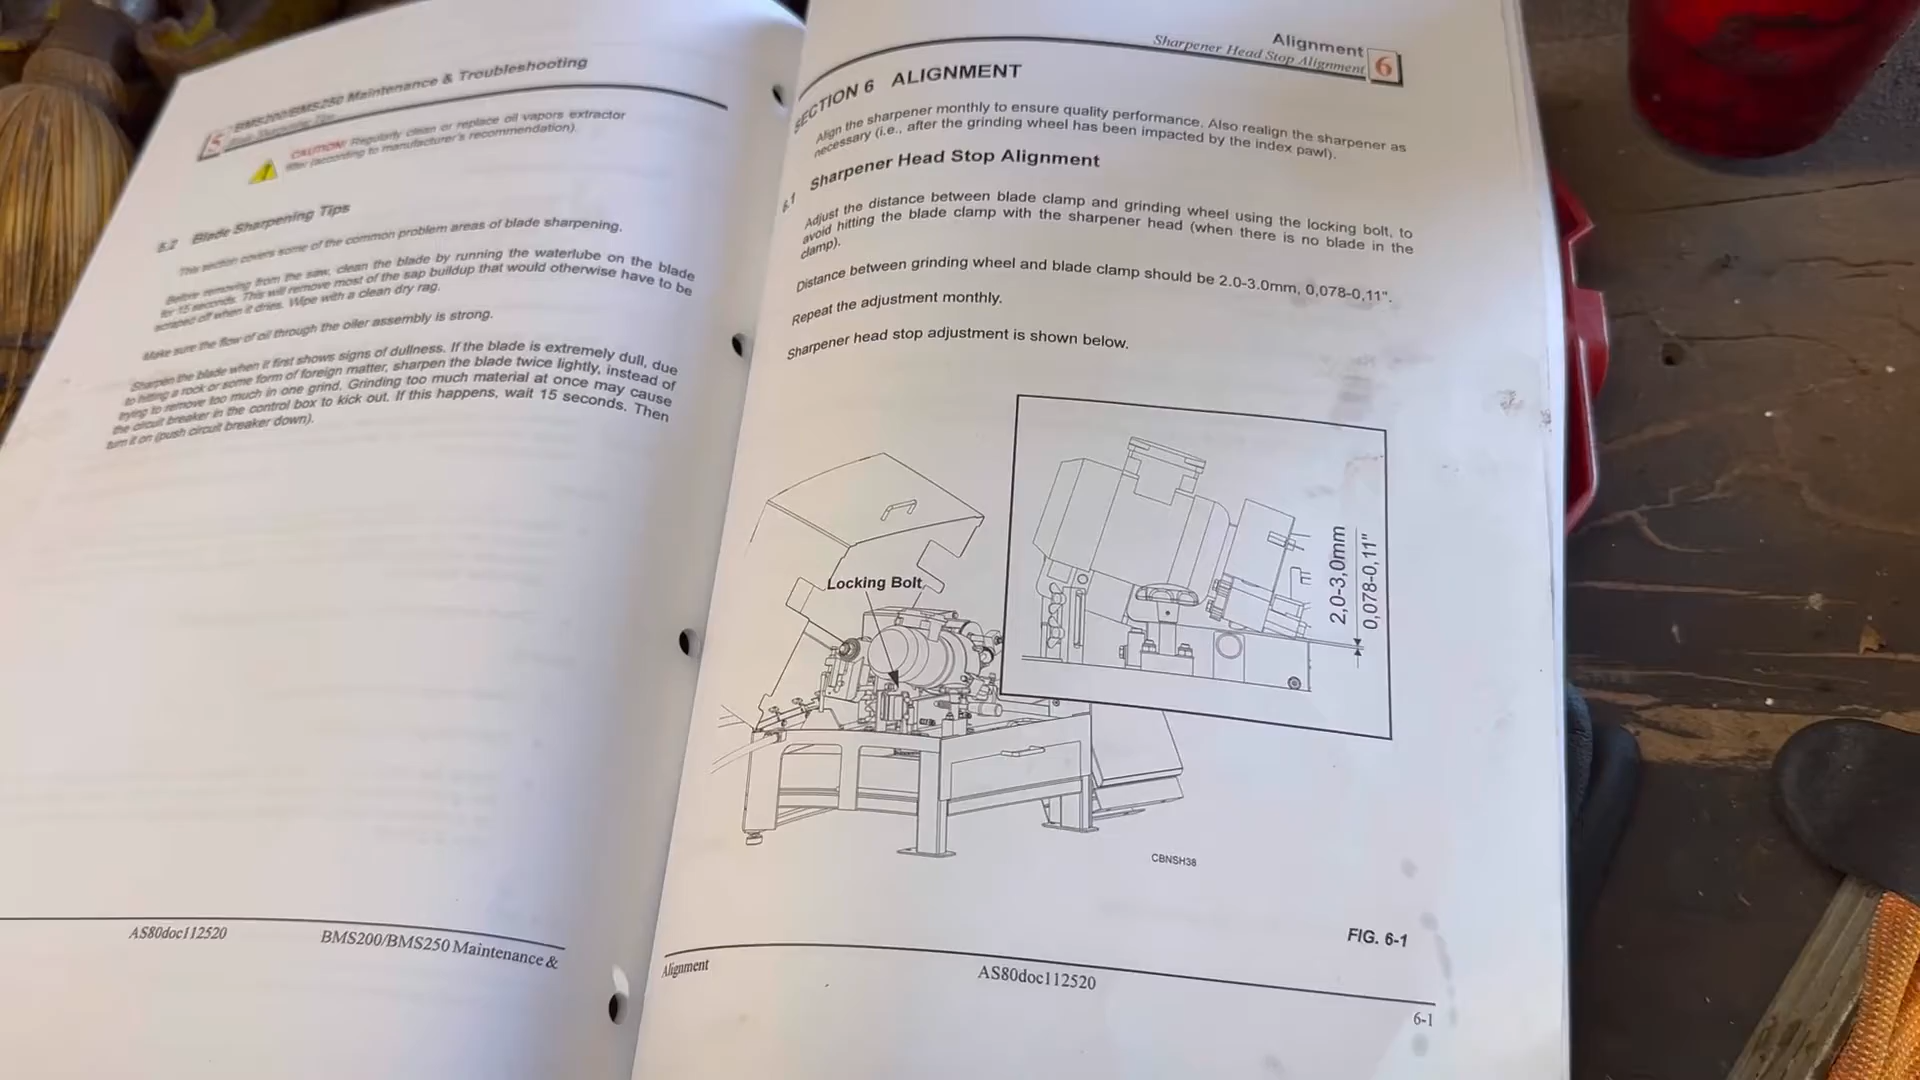 5
BMS200/BMS250 Maintenance & Troubleshooting
Blade Sharpening Tips
CAUTION! Regularly clean or replace oil vapors extractor
filter (according to manufacturer's recommendation).
5.2 Blade Sharpening Tips
This section covers some of the common problem areas of blade sharpening.
Before removing from the saw, clean the blade by running the waterlube on the blade
for 15 seconds. This will remove most of the sap buildup that would otherwise have to be
scraped off when it dries. Wipe with a clean dry rag.
Make sure the flow of oil through the oiler assembly is strong.
Sharpen the blade when it first shows signs of dullness. If the blade is extremely dull, due
to hitting a rock or some form of foreign matter, sharpen the blade twice lightly, instead of
trying to remove too much in one grind. Grinding too much material at once may cause
the circuit breaker in the control box to kick out. If this happens, wait 15 seconds. Then
turn it on (push circuit breaker down).
AS80doc112520
BMS200/BMS250 Maintenance &
Alignment
Sharpener Head Stop Alignment
6
SECTION 6 ALIGNMENT
Align the sharpener monthly to ensure quality performance. Also realign the sharpener as
necessary (i.e., after the grinding wheel has been impacted by the index pawl).
6.1 Sharpener Head Stop Alignment
Adjust the distance between blade clamp and grinding wheel using the locking bolt, to
avoid hitting the blade clamp with the sharpener head (when there is no blade in the
clamp).
Distance between grinding wheel and blade clamp should be 2.0-3.0mm, 0,078-0,11".
Repeat the adjustment monthly.
Sharpener head stop adjustment is shown below.
Locking Bolt
2,0-3,0mm
0,078-0,11"
CBNSH38
FIG. 6-1
Alignment
AS80doc112520
6-1